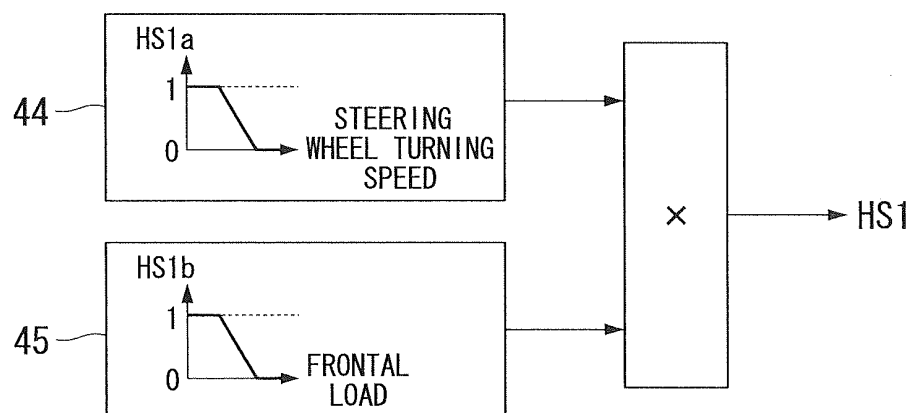 HS1a
1
0
STEERING
WHEEL TURNING
SPEED
44
HS1b
1
0
FRONTAL
LOAD
45
×
HS1